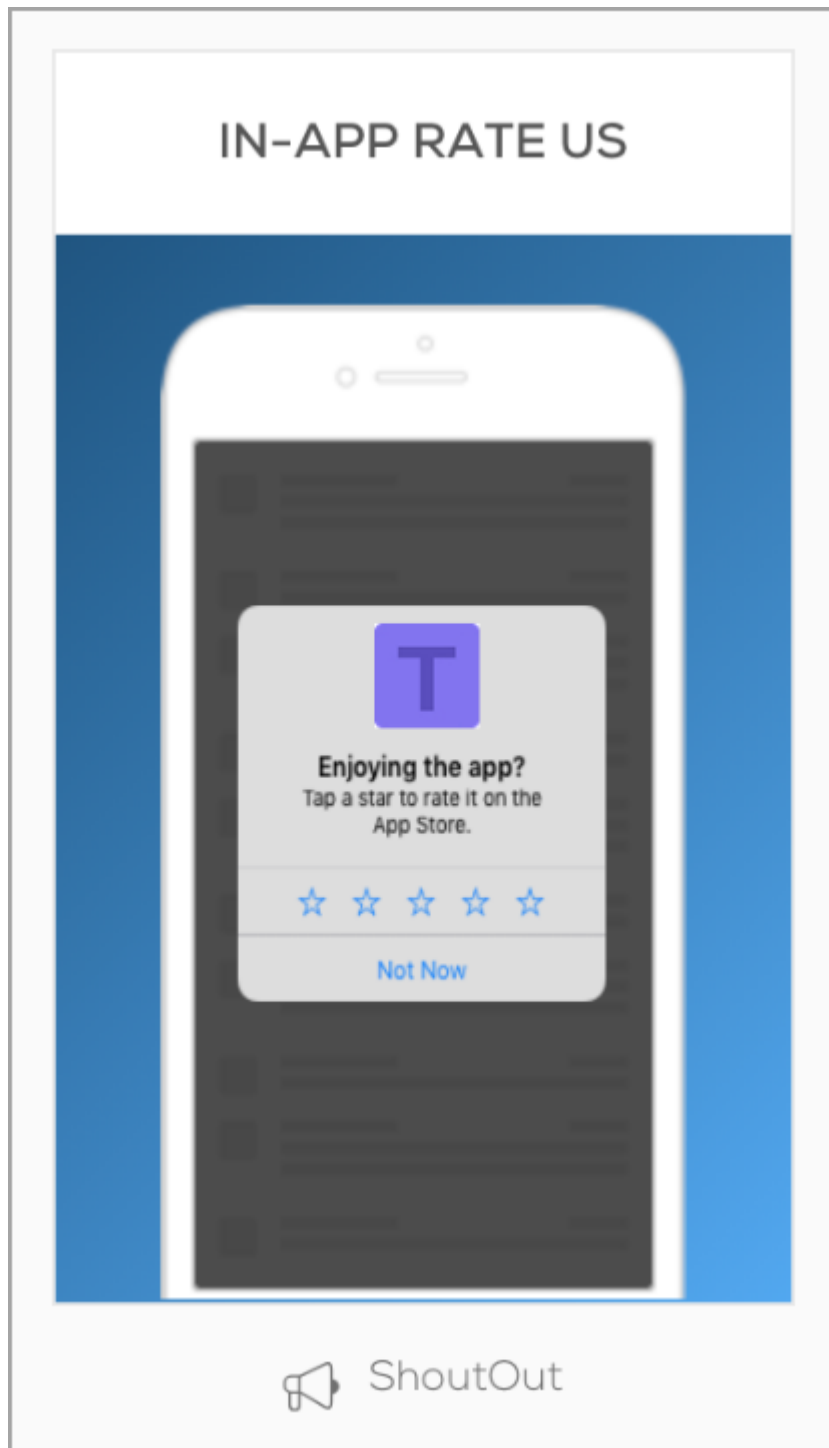 IN-APP RATE US
T
Enjoying the app?
Tap a star to rate it on the
App Store.
Not Now
ShoutOut